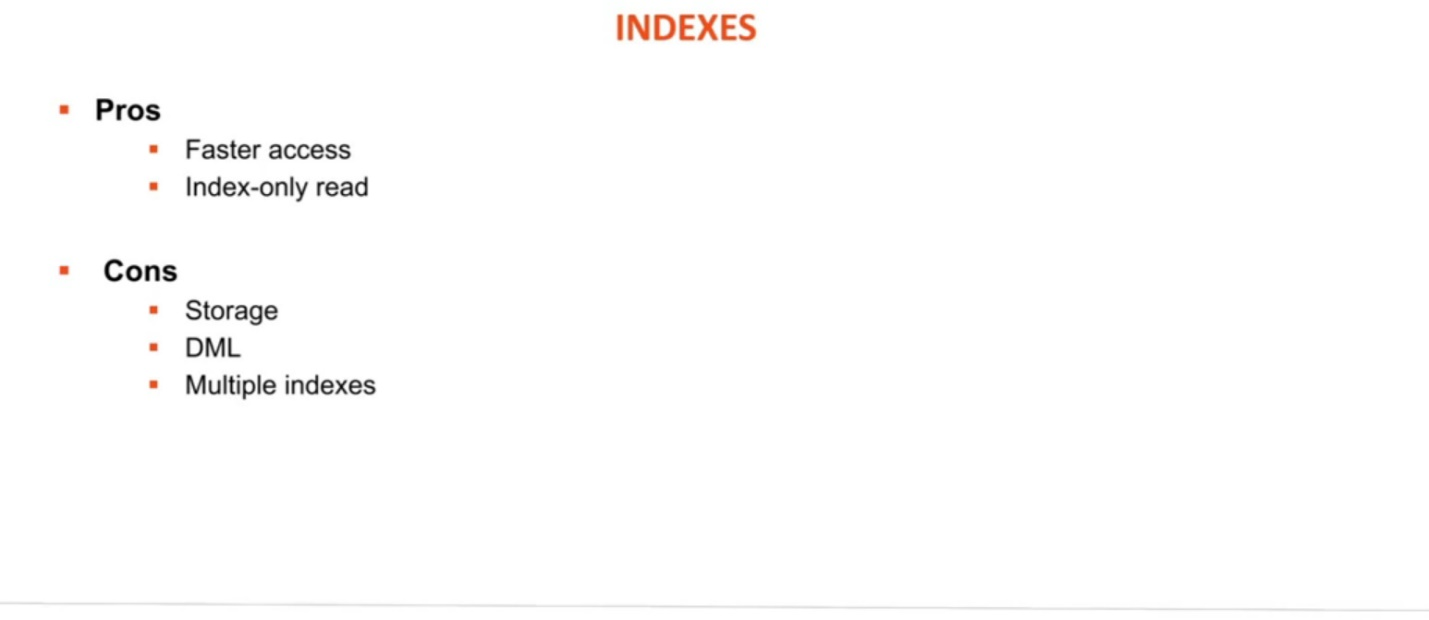 INDEXES
▪ Pros
▪ Faster access
▪ Index-only read
▪ Cons
▪ Storage
▪ DML
▪ Multiple indexes